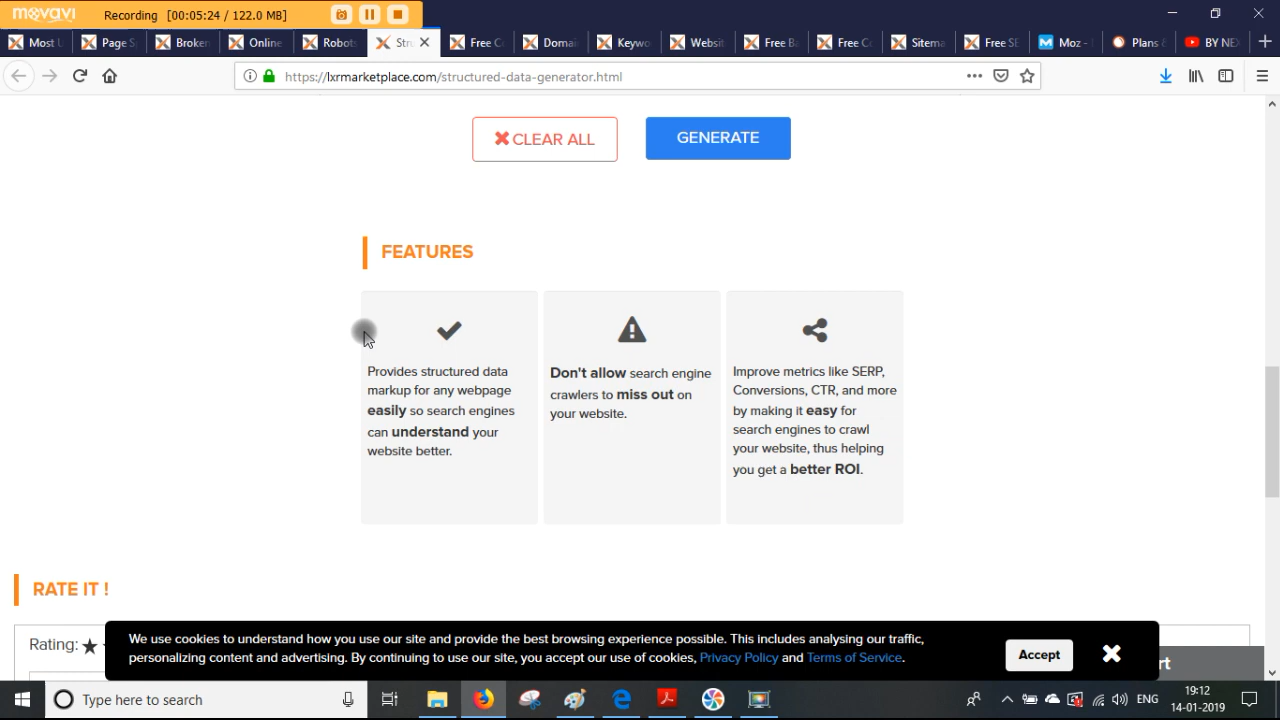 movavi Recording [00:05:24 / 122.0 MB]
Most U Page S Broken Online Robots Stru Free C Domai Keywo Websit Free B Free C Sitema Free SE Moz - Plans & BY NEX
https://lxrmarketplace.com/structured-data-generator.html
CLEAR ALL GENERATE
FEATURES
Provides structured data
markup for any webpage
easily so search engines
can understand your
website better.
Don't allow search engine
crawlers to miss out on
your website.
Improve metrics like SERP,
Conversions, CTR, and more
by making it easy for
search engines to crawl
your website, thus helping
you get a better ROI.
RATE IT !
Rating:
We use cookies to understand how you use our site and provide the best browsing experience possible. This includes analysing our traffic,
personalizing content and advertising. By continuing to use our site, you accept our use of cookies, Privacy Policy and Terms of Service.
Accept
Type here to search
ENG
19:12
14-01-2019